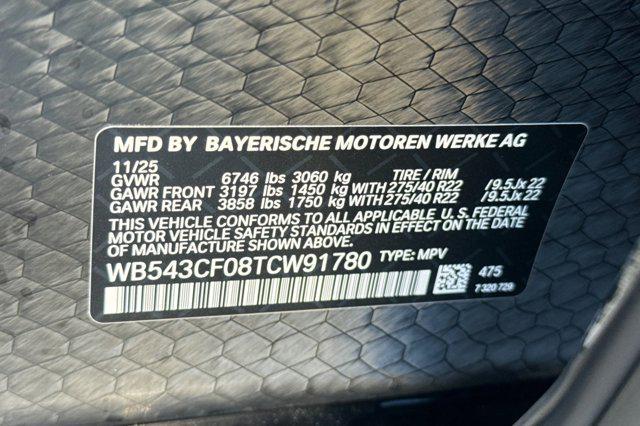 MFD BY BAYERISCHE MOTOREN WERKE AG
11/25
GVWR 6746 lbs 3060 kg TIRE / RIM
GAWR FRONT 3197 lbs 1450 kg WITH 275/40 R22 /9.5Jx 22
GAWR REAR 3858 lbs 1750 kg WITH 275/40 R22 /9.5Jx 22
THIS VEHICLE CONFORMS TO ALL APPLICABLE U. S. FEDERAL
MOTOR VEHICLE SAFETY STANDARDS IN EFFECT ON THE DATE
OF MANUFACTURE SHOWN ABOVE.
WB543CF08TCW91780 TYPE: MPV
475
7 320 729